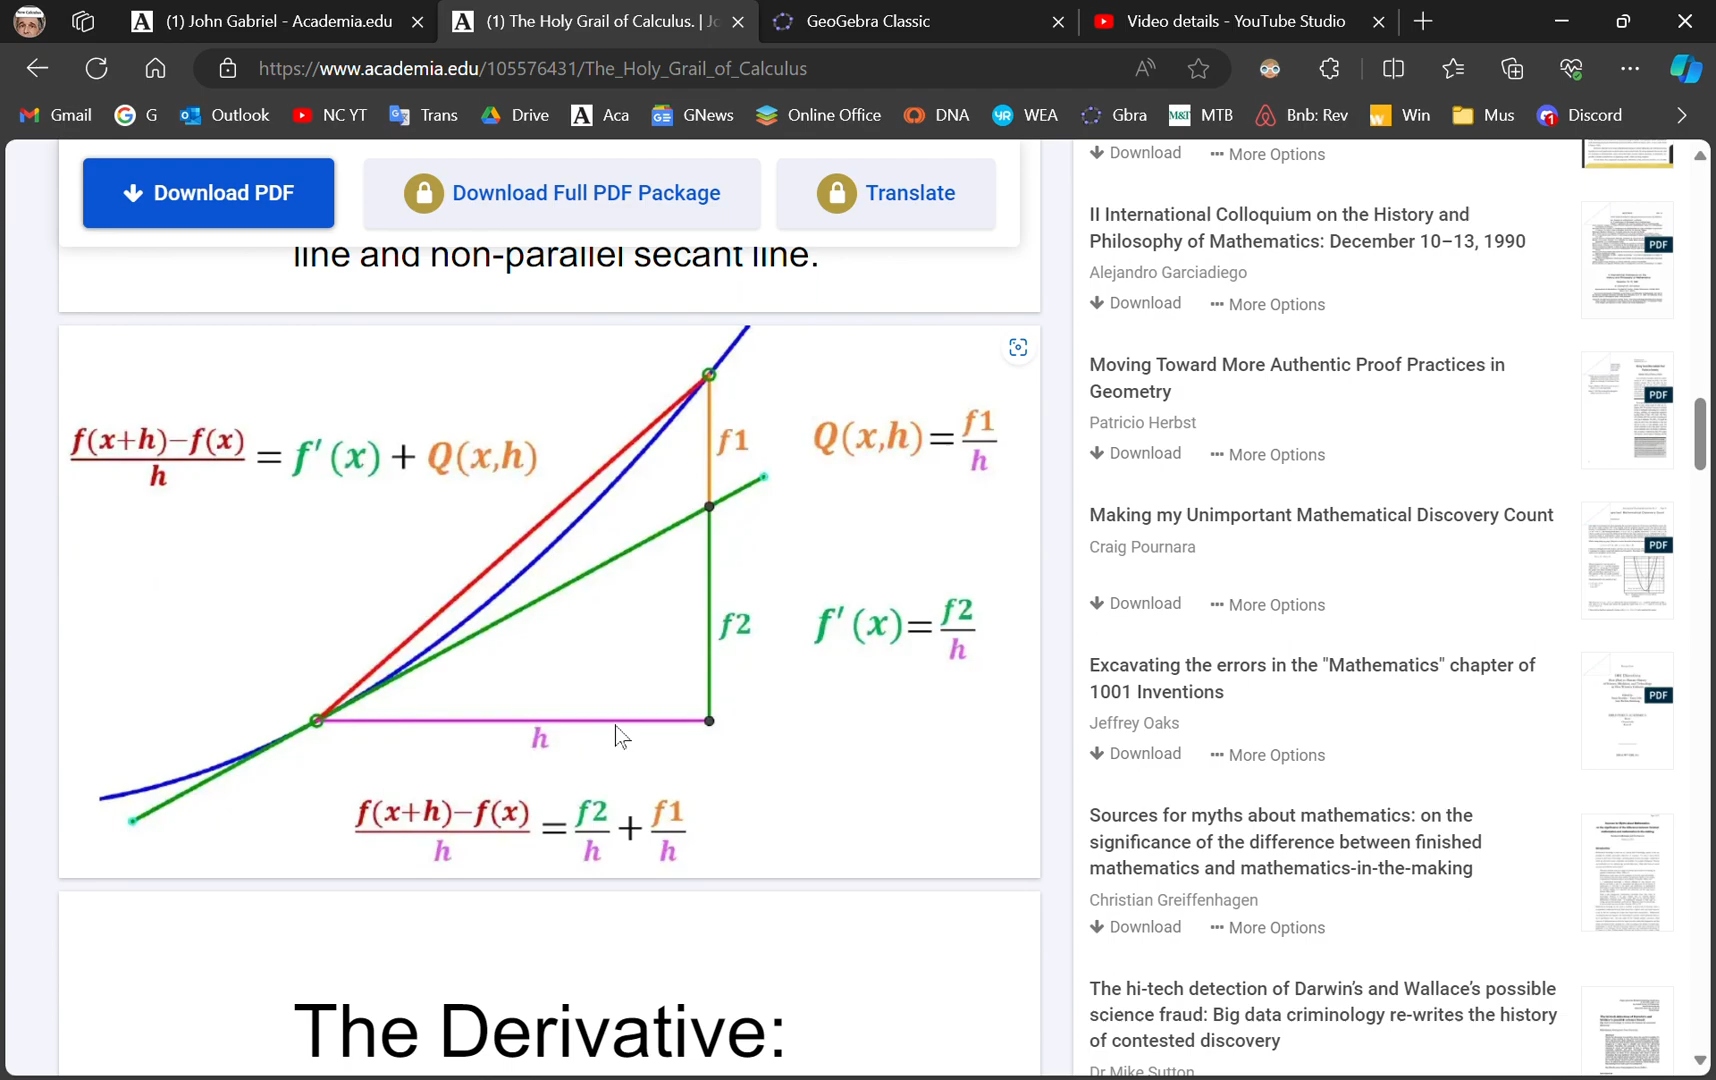 (1) John Gabriel - Academia.edu
(1) The Holy Grail of Calculus. | Jo
GeoGebra Classic
Video details - YouTube Studio
https://www.academia.edu/105576431/The_Holy_Grail_of_Calculus
Gmail
G
Outlook
NC YT
Trans
Drive
Aca
GNews
Online Office
DNA
WEA
Gbra
M&T
MTB
Bnb: Rev
Win
Mus
Discord
Download PDF
Download Full PDF Package
Translate
line and non-parallel secant line.
f(x+h)−f(x)
h
= f'(x) + Q(x,h)
f1
Q(x,h)=
f1
h
f2
f'(x)=
f2
h
h
f(x+h)−f(x)
h
=
f2
h
+
f1
h
The Derivative:
Download
More Options
II International Colloquium on the History and
Philosophy of Mathematics: December 10–13, 1990
Alejandro Garciadiego
Download
More Options
PDF
Moving Toward More Authentic Proof Practices in
Geometry
Patricio Herbst
Download
More Options
PDF
Making my Unimportant Mathematical Discovery Count
Craig Pournara
Download
More Options
PDF
Excavating the errors in the "Mathematics" chapter of
1001 Inventions
Jeffrey Oaks
Download
More Options
PDF
Sources for myths about mathematics: on the
significance of the difference between finished
mathematics and mathematics-in-the-making
Christian Greiffenhagen
Download
More Options
The hi-tech detection of Darwin's and Wallace's possible
science fraud: Big data criminology re-writes the history
of contested discovery
Dr Mike Sutton